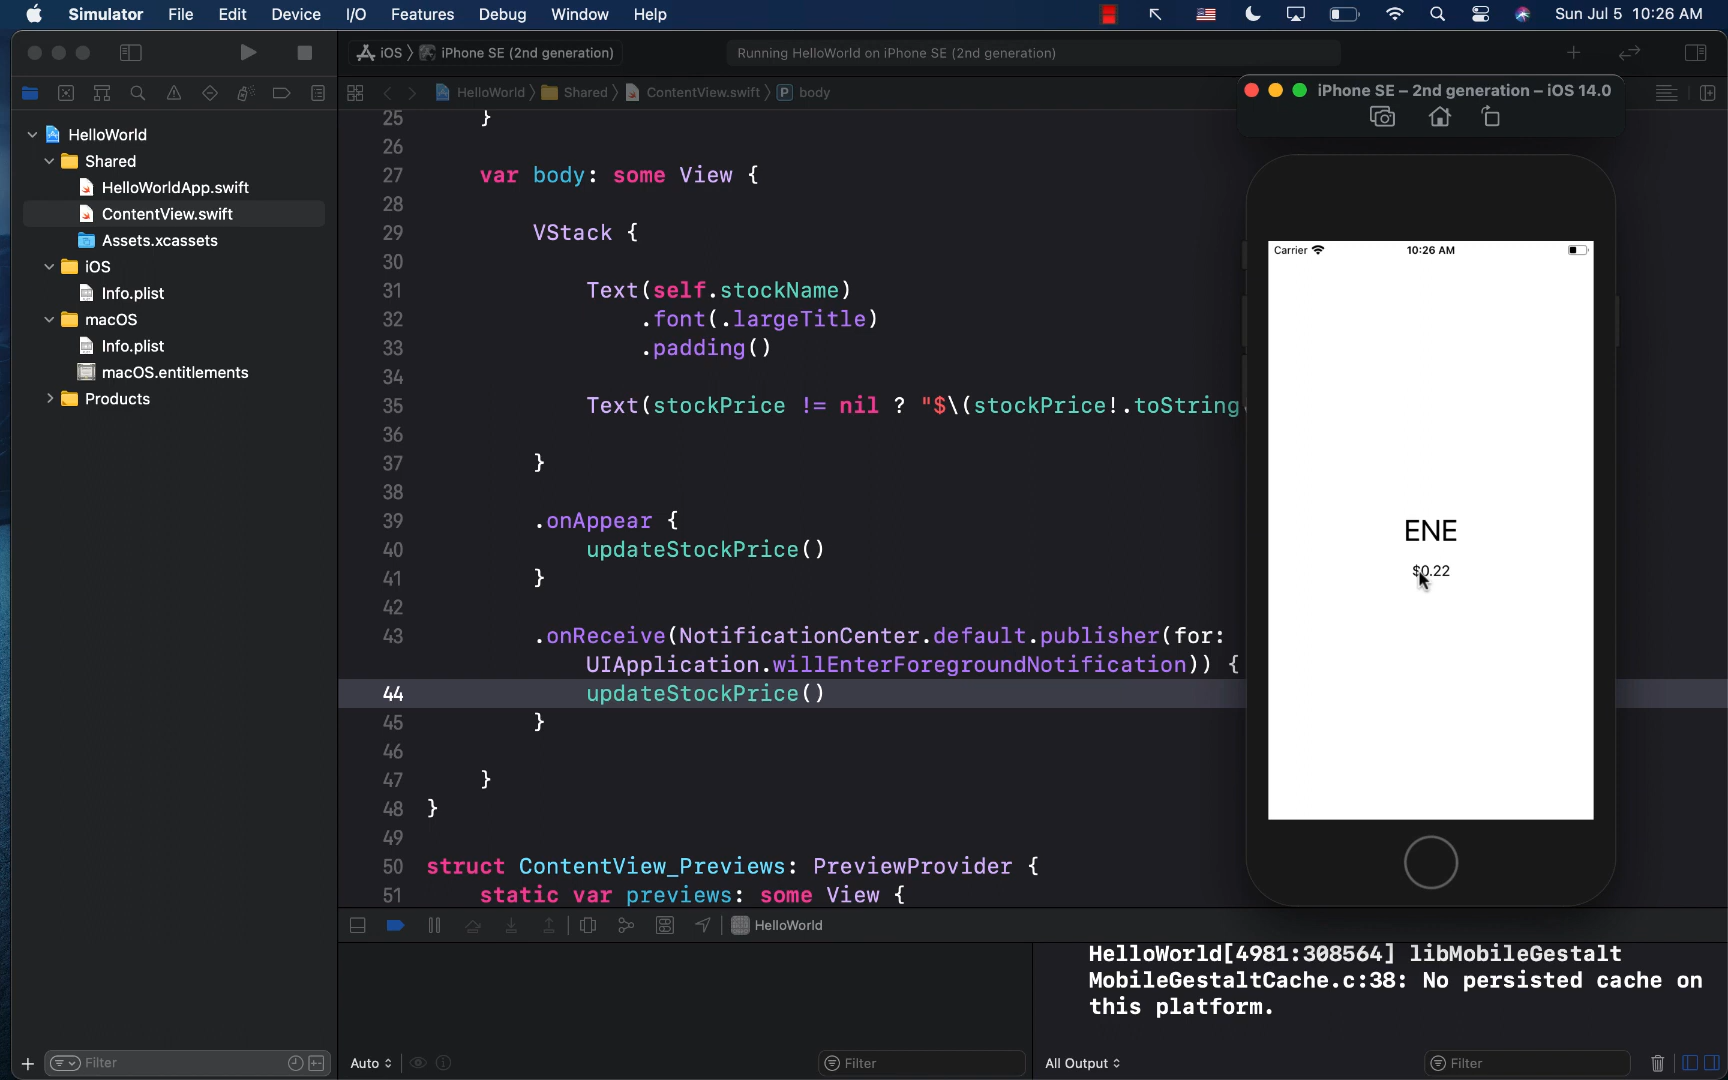 Simulator File Edit Device I/O Features Debug Window Help Sun Jul 5 10:26 AM
iOS iPhone SE (2nd generation) Running HelloWorld on iPhone SE (2nd generation)
HelloWorld Shared ContentView.swift P body
HelloWorld
Shared
HelloWorldApp.swift
ContentView.swift
Assets.xcassets
iOS
Info.plist
macOS
Info.plist
macOS.entitlements
Products
Filter
25 }
26
27 var body: some View {
28
29 VStack {
30
31 Text(self.stockName)
32 .font(.largeTitle)
33 .padding()
34
35 Text(stockPrice != nil ? "$\(stockPrice!.toString
36
37 }
38
39 .onAppear {
40 updateStockPrice()
41 }
42
43 .onReceive(NotificationCenter.default.publisher(for:
UIApplication.willEnterForegroundNotification)) {
44 updateStockPrice()
45 }
46
47 }
48 }
49
50 struct ContentView_Previews: PreviewProvider {
51 static var previews: some View {
iPhone SE – 2nd generation – iOS 14.0
Carrier 10:26 AM
ENE
$0.22
HelloWorld
HelloWorld[4981:308564] libMobileGestalt
MobileGestaltCache.c:38: No persisted cache on
this platform.
Auto Filter All Output Filter